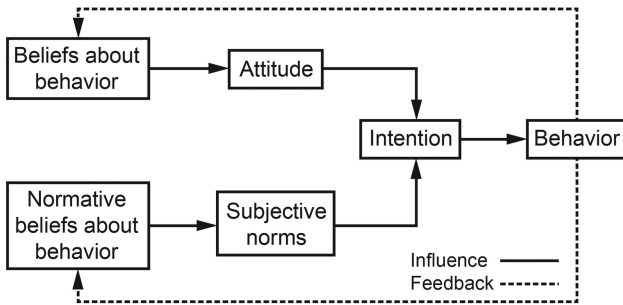 Beliefs about
behavior
Attitude
Intention
Behavior
Normative
beliefs about
behavior
Subjective
norms
Influence
Feedback